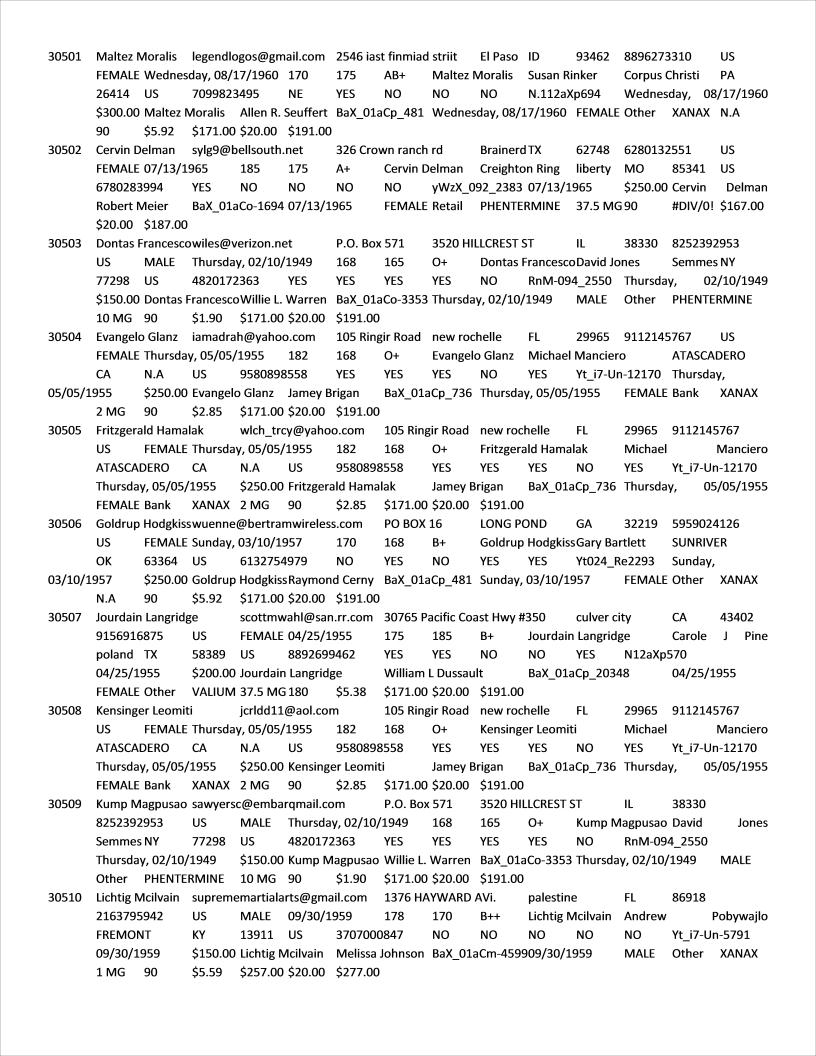 30501 Maltez Moralis legendlogos@gmail.com 2546 iast finmiad striit El Paso ID 93462 8896273310 US
FEMALE Wednesday, 08/17/1960 170 175 AB+ Maltez Moralis Susan Rinker Corpus Christi PA
26414 US 7099823495 NE YES NO NO NO N.112aXp694 Wednesday, 08/17/1960
$300.00 Maltez Moralis Allen R. Seuffert BaX_01aCp_481 Wednesday, 08/17/1960 FEMALE Other XANAX N.A
90 $5.92 $171.00 $20.00 $191.00
30502 Cervin Delman sylg9@bellsouth.net 326 Crown ranch rd Brainerd TX 62748 6280132551 US
FEMALE 07/13/1965 185 175 A+ Cervin Delman Creighton Ring liberty MO 85341 US
6780283994 YES NO NO NO NO yWzX_092_2383 07/13/1965 $250.00 Cervin Delman
Robert Meier BaX_01aCo-1694 07/13/1965 FEMALE Retail PHENTERMINE 37.5 MG 90 #DIV/0! $167.00
$20.00 $187.00
30503 Dontas Francesco wiles@verizon.net P.O. Box 571 3520 HILLCREST ST IL 38330 8252392953
US MALE Thursday, 02/10/1949 168 165 O+ Dontas Francesco David Jones Semmes NY
77298 US 4820172363 YES YES YES YES NO RnM-094_2550 Thursday, 02/10/1949
$150.00 Dontas Francesco Willie L. Warren BaX_01aCo-3353 Thursday, 02/10/1949 MALE Other PHENTERMINE
10 MG 90 $1.90 $171.00 $20.00 $191.00
30504 Evangelo Glanz iamadrah@yahoo.com 105 Ringir Road new rochelle FL 29965 9112145767 US
FEMALE Thursday, 05/05/1955 182 168 O+ Evangelo Glanz Michael Manciero ATASCADERO
CA N.A US 9580898558 YES YES YES NO YES Yt_i7-Un-12170 Thursday,
05/05/1955 $250.00 Evangelo Glanz Jamey Brigan BaX_01aCp_736 Thursday, 05/05/1955 FEMALE Bank XANAX
2 MG 90 $2.85 $171.00 $20.00 $191.00
30505 Fritzgerald Hamalak wlch_trcy@yahoo.com 105 Ringir Road new rochelle FL 29965 9112145767
US FEMALE Thursday, 05/05/1955 182 168 O+ Fritzgerald Hamalak Michael Manciero
ATASCADERO CA N.A US 9580898558 YES YES YES NO YES Yt_i7-Un-12170
Thursday, 05/05/1955 $250.00 Fritzgerald Hamalak Jamey Brigan BaX_01aCp_736 Thursday, 05/05/1955
FEMALE Bank XANAX 2 MG 90 $2.85 $171.00 $20.00 $191.00
30506 Goldrup Hodgkiss wuenne@bertramwireless.com PO BOX 16 LONG POND GA 32219 5959024126
US FEMALE Sunday, 03/10/1957 170 168 B+ Goldrup Hodgkiss Gary Bartlett SUNRIVER
OK 63364 US 6132754979 NO YES NO YES YES Yt024_Re2293 Sunday,
03/10/1957 $250.00 Goldrup Hodgkiss Raymond Cerny BaX_01aCp_481 Sunday, 03/10/1957 FEMALE Other XANAX
N.A 90 $5.92 $171.00 $20.00 $191.00
30507 Jourdain Langridge scottmwahl@san.rr.com 30765 Pacific Coast Hwy #350 culver city CA 43402
9156916875 US FEMALE 04/25/1955 175 185 B+ Jourdain Langridge Carole J Pine
poland TX 58389 US 8892699462 YES YES NO NO YES N12aXp570
04/25/1955 $200.00 Jourdain Langridge William L Dussault BaX_01aCp_20348 04/25/1955
FEMALE Other VALIUM 37.5 MG 180 $5.38 $171.00 $20.00 $191.00
30508 Kensinger Leomiti jcrldd11@aol.com 105 Ringir Road new rochelle FL 29965 9112145767
US FEMALE Thursday, 05/05/1955 182 168 O+ Kensinger Leomiti Michael Manciero
ATASCADERO CA N.A US 9580898558 YES YES YES NO YES Yt_i7-Un-12170
Thursday, 05/05/1955 $250.00 Kensinger Leomiti Jamey Brigan BaX_01aCp_736 Thursday, 05/05/1955
FEMALE Bank XANAX 2 MG 90 $2.85 $171.00 $20.00 $191.00
30509 Kump Magpusao sawyersc@embarqmail.com P.O. Box 571 3520 HILLCREST ST IL 38330
8252392953 US MALE Thursday, 02/10/1949 168 165 O+ Kump Magpusao David Jones
Semmes NY 77298 US 4820172363 YES YES YES YES NO RnM-094_2550
Thursday, 02/10/1949 $150.00 Kump Magpusao Willie L. Warren BaX_01aCo-3353 Thursday, 02/10/1949 MALE
Other PHENTERMINE 10 MG 90 $1.90 $171.00 $20.00 $191.00
30510 Lichtig Mcilvain suprememartialarts@gmail.com 1376 HAYWARD AVi. palestine FL 86918
2163795942 US MALE 09/30/1959 178 170 B++ Lichtig Mcilvain Andrew Pobywajlo
FREMONT KY 13911 US 3707000847 NO NO NO NO NO Yt_i7-Un-5791
09/30/1959 $150.00 Lichtig Mcilvain Melissa Johnson BaX_01aCm-4599 09/30/1959 MALE Other XANAX
1 MG 90 $5.59 $257.00 $20.00 $277.00